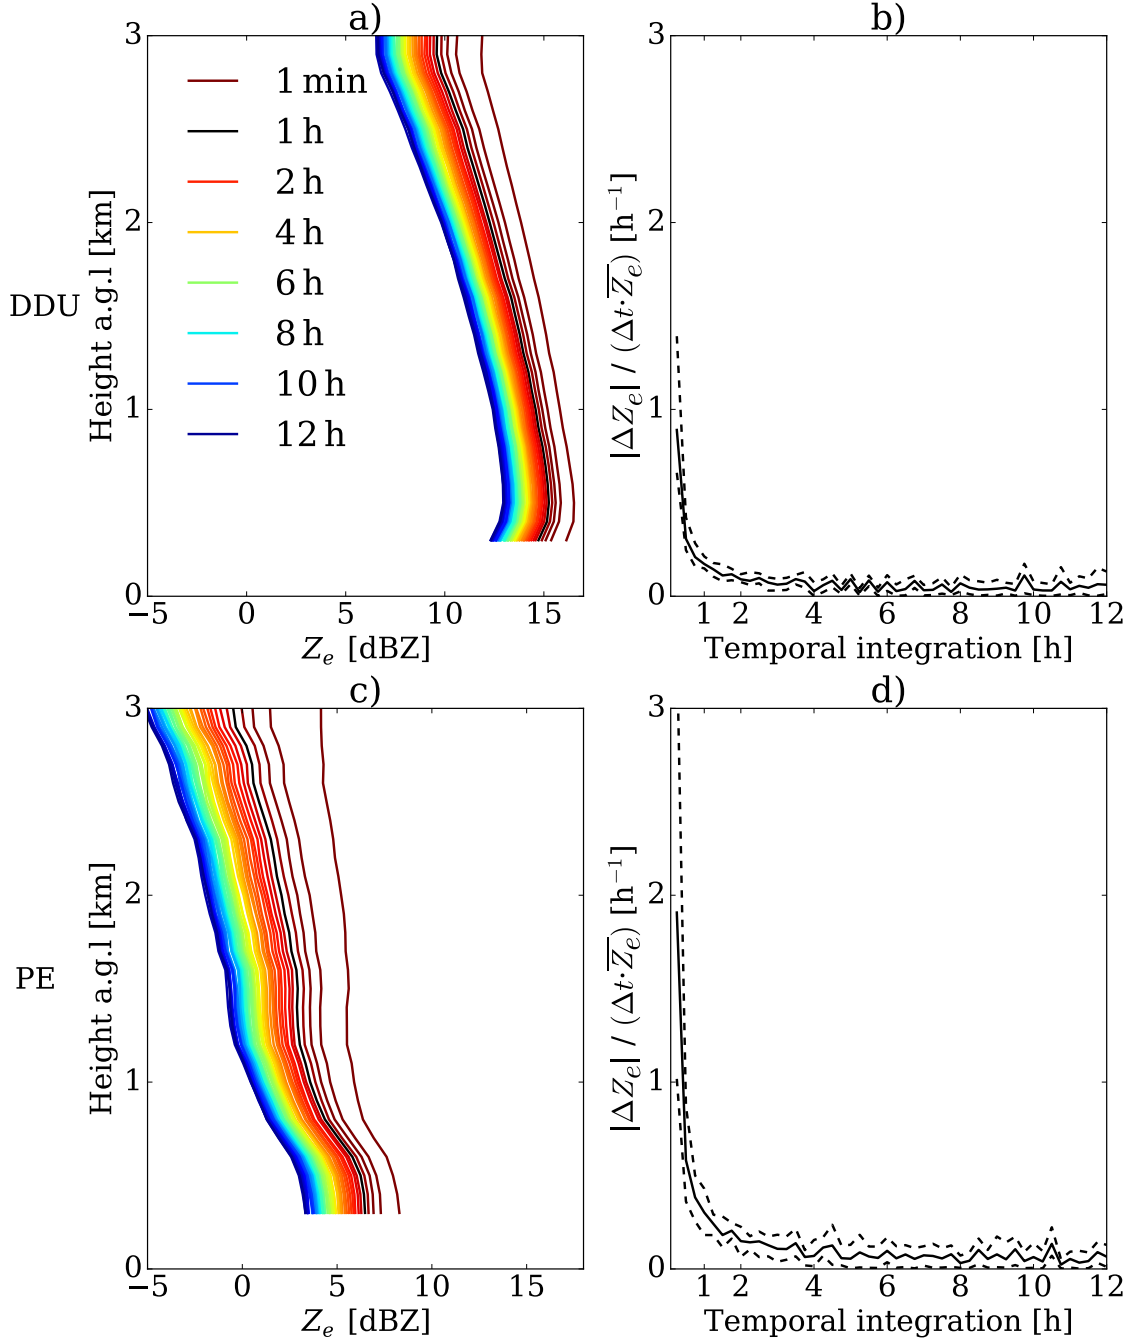 a)
3
2
1
0
−5
0
5
10
15
Height a.g.l [km]
Z_e [dBZ]
DDU
1 min
1 h
2 h
4 h
6 h
8 h
10 h
12 h
b)
3
2
1
0
1
2
4
6
8
10
12
|ΔZ_e| / (Δt·Z̅_e̅) [h⁻¹]
Temporal integration [h]
c)
3
2
1
0
−5
0
5
10
15
Height a.g.l [km]
Z_e [dBZ]
PE
d)
3
2
1
0
1
2
4
6
8
10
12
|ΔZ_e| / (Δt·Z̅_e̅) [h⁻¹]
Temporal integration [h]